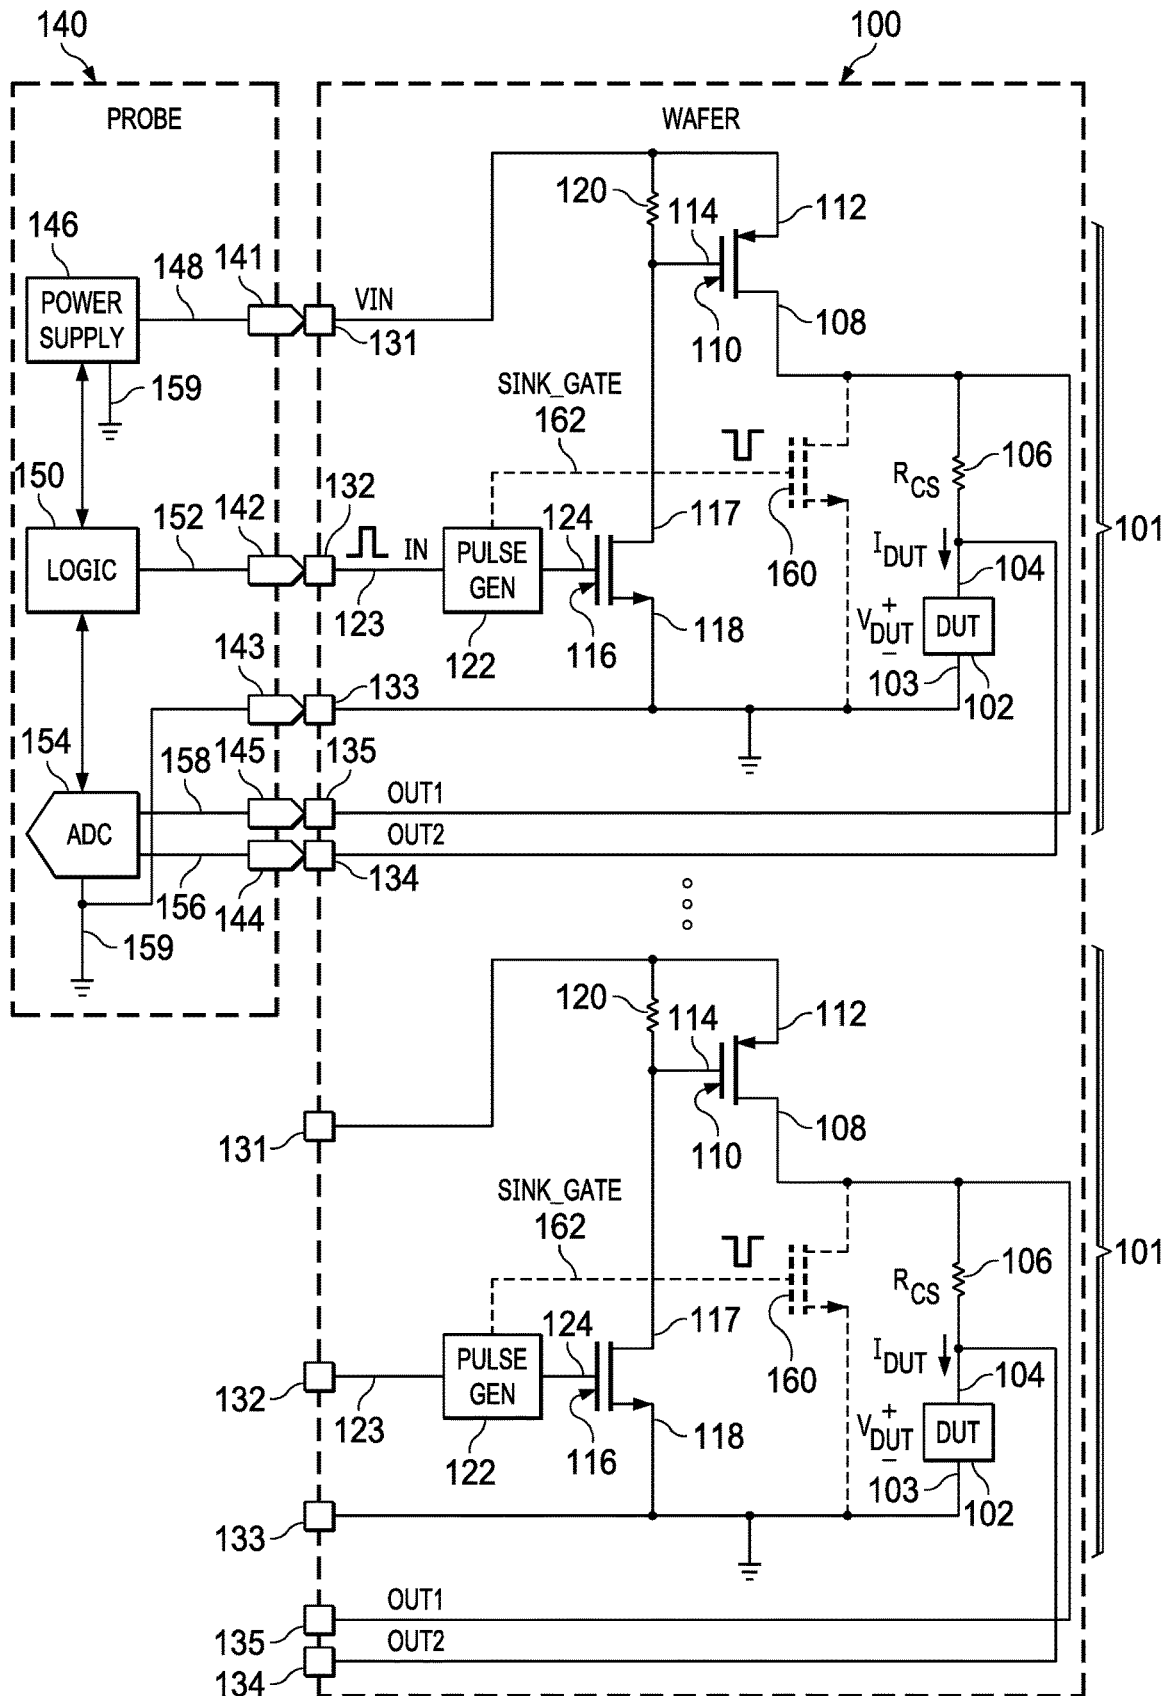 140
100
PROBE
WAFER
120
114
112
146
148
141
VIN
POWER
SUPPLY
131
110
108
159
SINK_GATE
162
150
152
142
132
IN
124
117
RCS
106
101
LOGIC
PULSE
GEN
IDUT
104
123
116
118
160
VDUT
+
−
DUT
122
143
133
103
102
154
158
145
135
OUT1
ADC
OUT2
156
144
134
159
120
114
112
131
110
108
SINK_GATE
162
124
117
RCS
106
101
132
PULSE
GEN
IDUT
104
123
116
118
160
VDUT
+
−
DUT
122
103
102
133
OUT1
135
OUT2
134